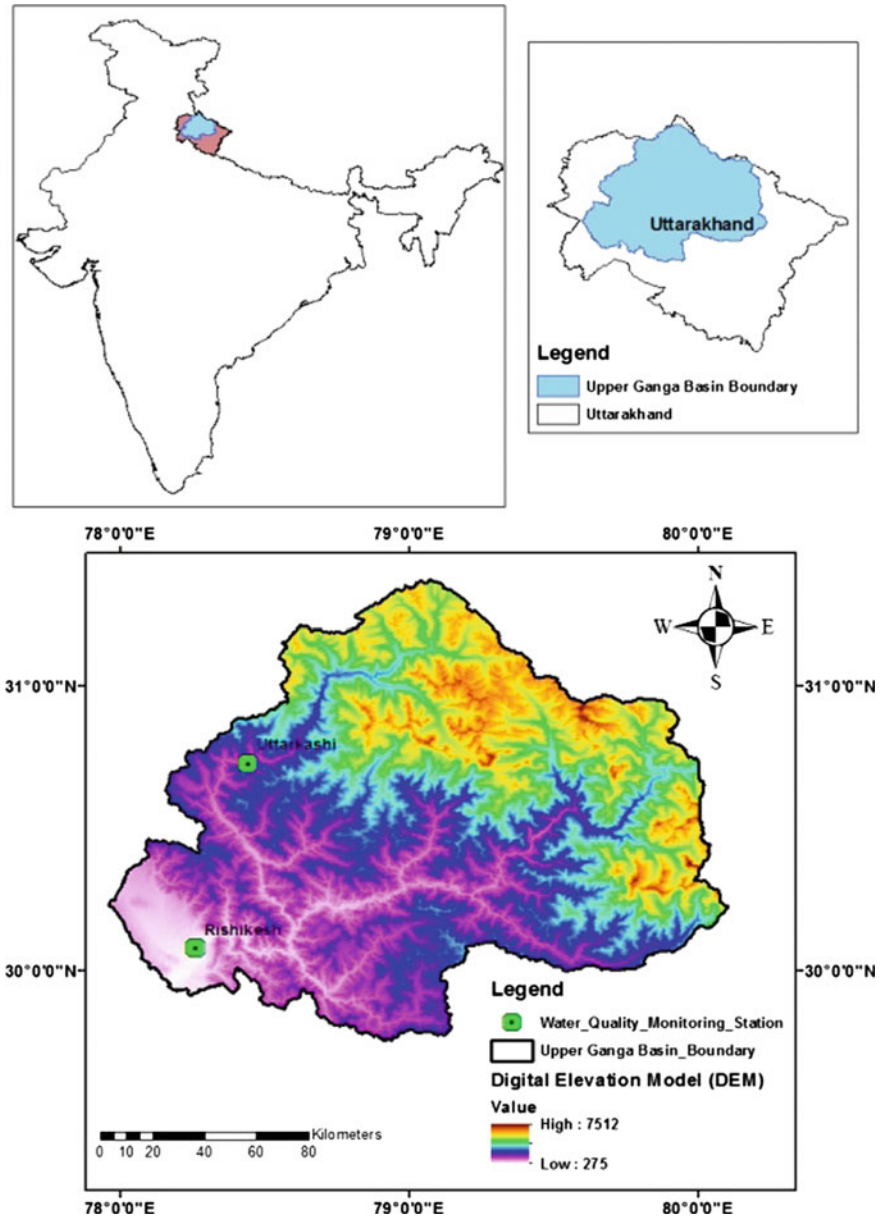 Uttarakhand
Legend
Upper Ganga Basin Boundary
Uttarakhand
78°0'0"E
79°0'0"E
80°0'0"E
N
W
E
S
31°0'0"N
31°0'0"N
Uttarkashi
Rishikesh
30°0'0"N
30°0'0"N
Legend
Water_Quality_Monitoring_Station
Upper Ganga Basin_Boundary
Digital Elevation Model (DEM)
Value
High : 7512
Low : 275
Kilometers
0 10 20 40 60 80
78°0'0"E
79°0'0"E
80°0'0"E